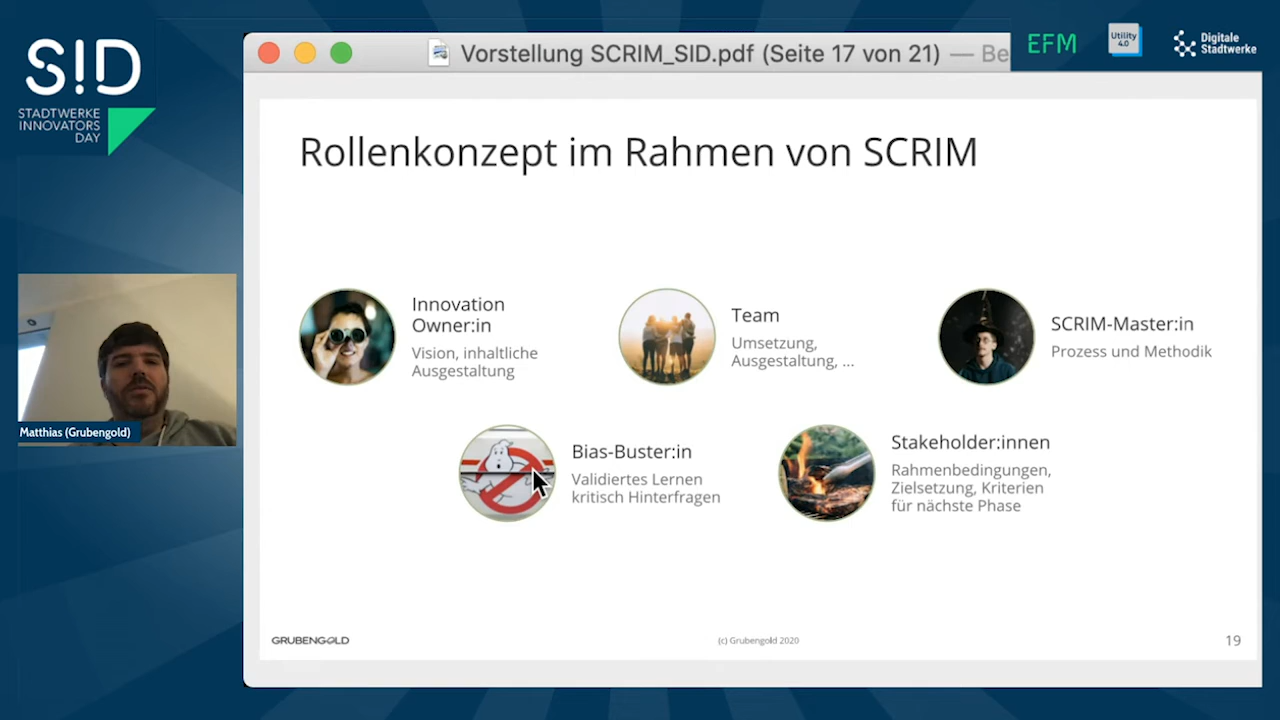 S!D
STADTWERKE
INNOVATORS
DAY
Vorstellung SCRIM_SID.pdf (Seite 17 von 21) — Be
EFM
Utility
4.0
Digitale
Stadtwerke
Rollenkonzept im Rahmen von SCRIM
Innovation
Owner:in
Vision, inhaltliche
Ausgestaltung
Team
Umsetzung,
Ausgestaltung, ...
SCRIM-Master:in
Prozess und Methodik
Matthias (Grubengold)
Bias-Buster:in
Validiertes Lernen
kritisch Hinterfragen
Stakeholder:innen
Rahmenbedingungen,
Zielsetzung, Kriterien
für nächste Phase
GRUBENGOLD
(c) Grubengold 2020
19